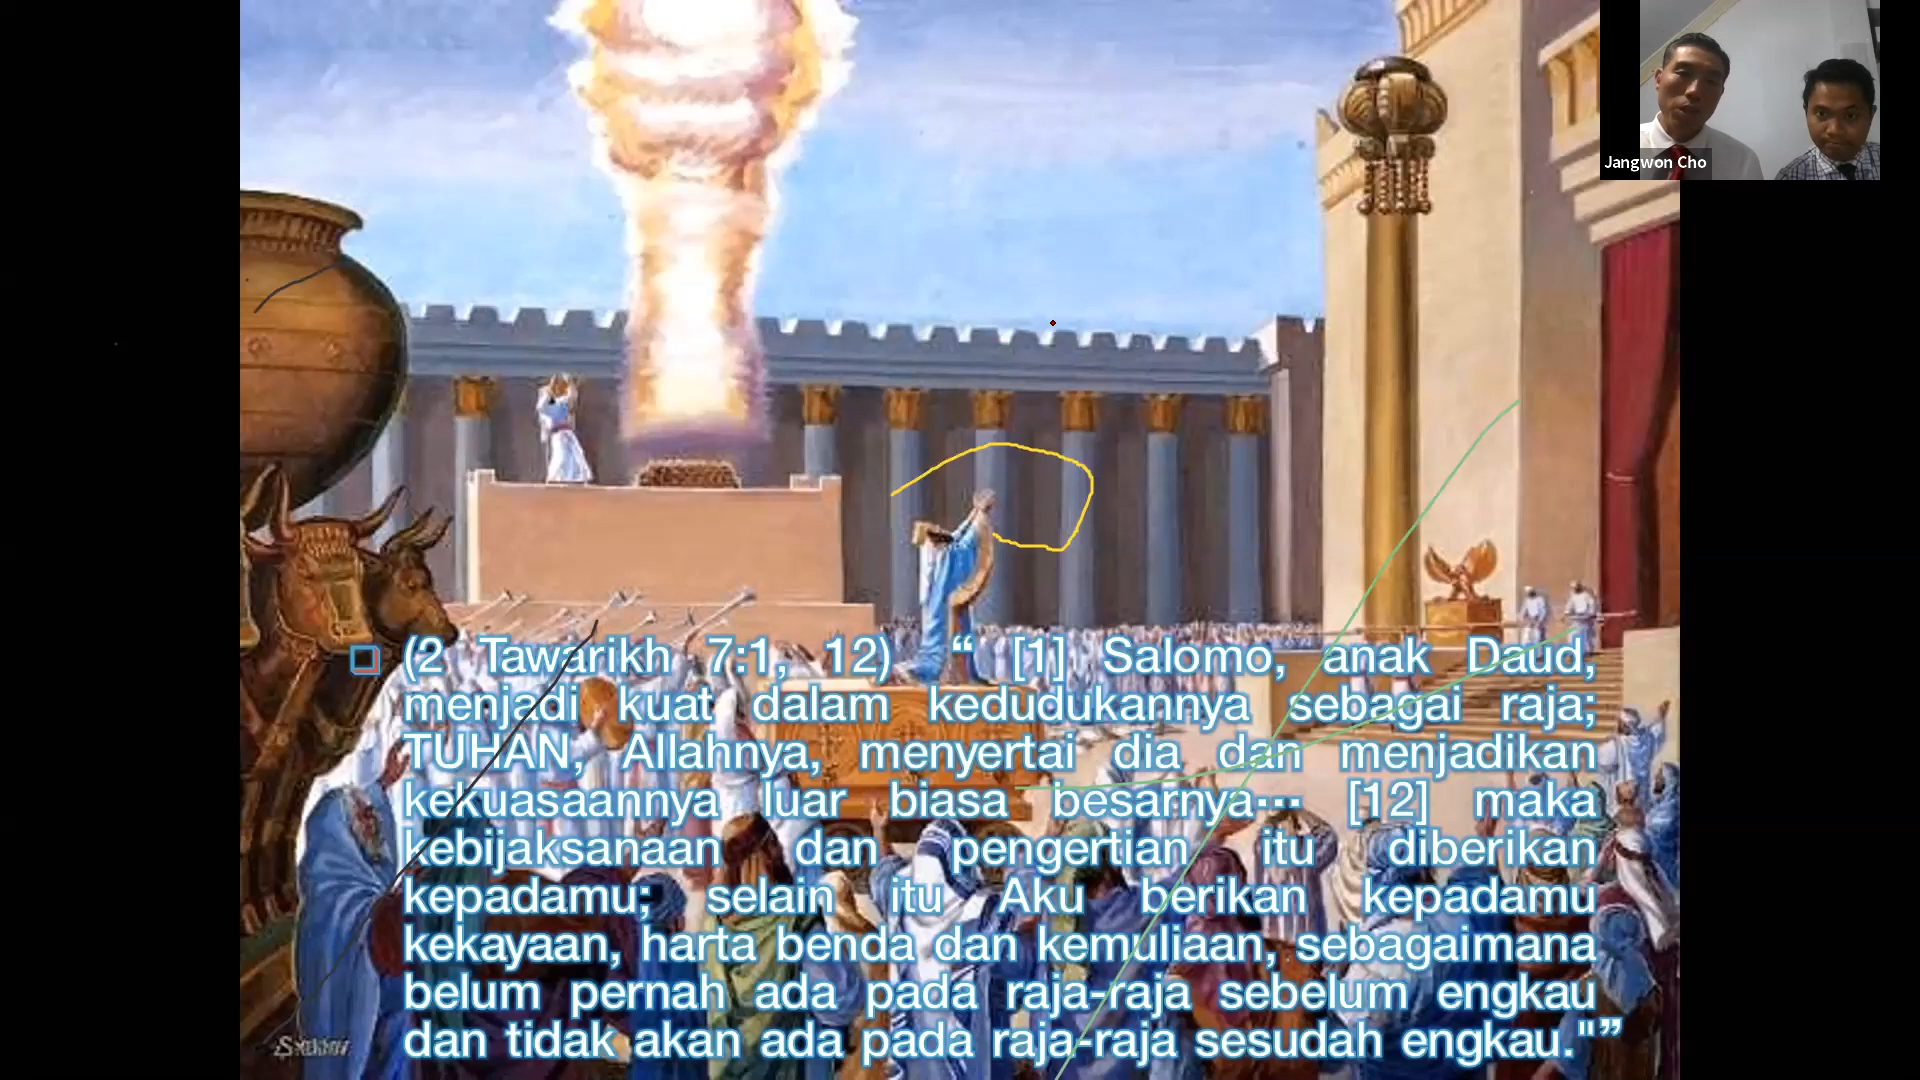 Jangwon Cho
(2 Tawarikh 7:1, 12) “ [1] Salomo, anak Daud,
menjadi kuat dalam kedudukannya sebagai raja;
TUHAN, Allahnya, menyertai dia dan menjadikan
kekuasaannya luar biasa besarnya··· [12] maka
kebijaksanaan dan pengertian itu diberikan
kepadamu; selain itu Aku berikan kepadamu
kekayaan, harta benda dan kemuliaan, sebagaimana
belum pernah ada pada raja-raja sebelum engkau
dan tidak akan ada pada raja-raja sesudah engkau."”